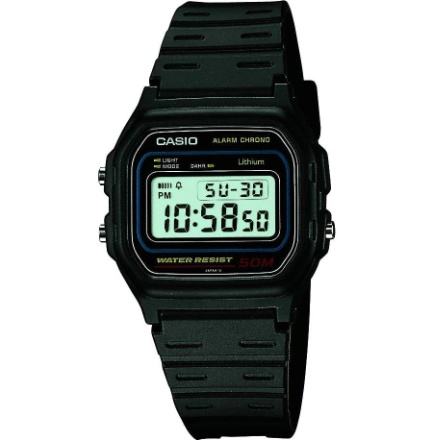 CASIO ALARM CHRONO
LIGHT Lithium
MODE 24HR
PM SU-30
10:58 50
WATER RESIST 50M